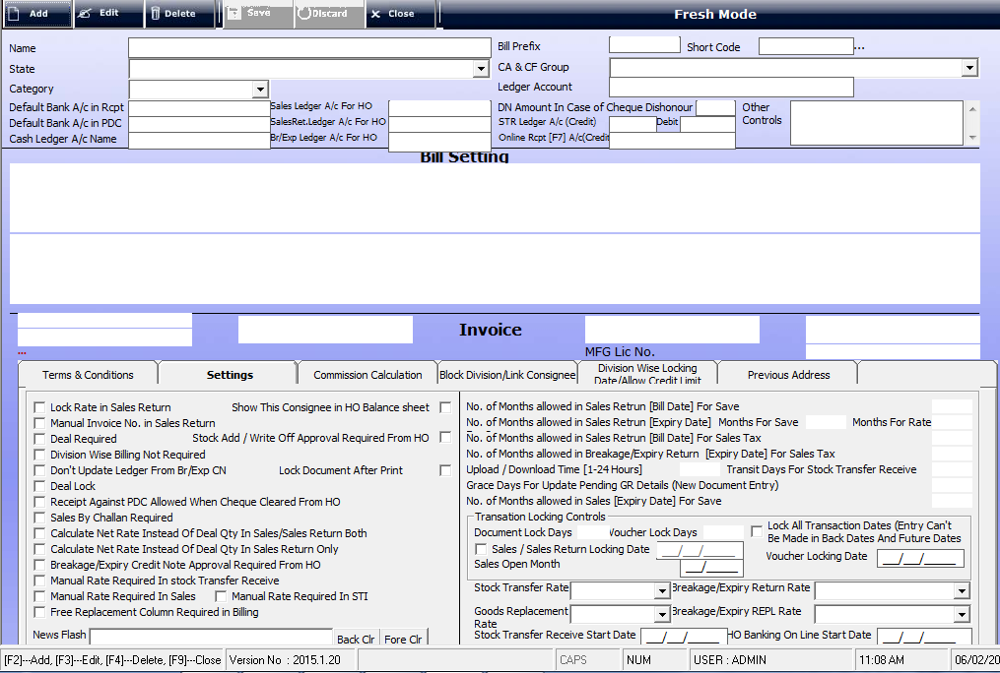 Add Edit Delete Save Discard Close Fresh Mode
Name Bill Prefix Short Code ...
State CA & CF Group
Category Ledger Account
Default Bank A/c in Rcpt Sales Ledger A/c For HO DN Amount In Case of Cheque Dishonour Other
Default Bank A/c in PDC SalesRet.Ledger A/c For HO STR Ledger A/c (Credit) Debit Controls
Cash Ledger A/c Name Br/Exp Ledger A/c For HO Online Rcpt [F7] A/c(Credit
Bill Setting
Invoice
... MFG Lic No.
Terms & Conditions Settings Commission Calculation Block Division/Link Consignee Division Wise Locking Previous Address
Date/Allow Credit Limit
Lock Rate in Sales Return Show This Consignee in HO Balance sheet
Manual Invoice No. in Sales Return
Deal Required Stock Add / Write Off Approval Required From HO
Division Wise Billing Not Required
Don't Update Ledger From Br/Exp CN Lock Document After Print
Deal Lock
Receipt Against PDC Allowed When Cheque Cleared From HO
Sales By Challan Required
Calculate Net Rate Instead Of Deal Qty In Sales/Sales Return Both
Calculate Net Rate Instead Of Deal Qty In Sales Return Only
Breakage/Expiry Credit Note Approval Required From HO
Manual Rate Required In stock Transfer Receive
Manual Rate Required In Sales Manual Rate Required In STI
Free Replacement Column Required in Billing
News Flash Back Clr Fore Clr
No. of Months allowed in Sales Retrun [Bill Date] For Save
No. of Months allowed in Sales Retrun [Expiry Date] Months For Save Months For Rate
No. of Months allowed in Sales Retrun [Bill Date] For Sales Tax
No. of Months allowed in Breakage/Expiry Return [Expiry Date] For Sales Tax
Upload / Download Time [1-24 Hours] Transit Days For Stock Transfer Receive
Grace Days For Update Pending GR Details (New Document Entry)
No. of Months allowed in Sales [Expiry Date] For Save
Transation Locking Controls
Document Lock Days Voucher Lock Days Lock All Transaction Dates (Entry Can't
Be Made in Back Dates And Future Dates
Sales / Sales Return Locking Date __/__/____ Voucher Locking Date __/__/____
Sales Open Month __/____
Stock Transfer Rate Breakage/Expiry Return Rate
Goods Replacement Breakage/Expiry REPL Rate
Rate
Stock Transfer Receive Start Date __/__/____ HO Banking On Line Start Date __/__/____
[F2]---Add, [F3]---Edit, [F4]---Delete, [F9]---Close Version No : 2015.1.20 CAPS NUM USER : ADMIN 11:08 AM 06/02/20